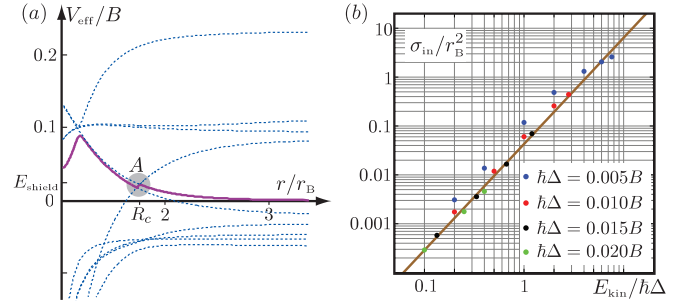 (a) V_eff/B
0.2
0.1
E_shield
0
A
R_c
2
3
r/r_B
(b)
σ_in/r_B^2
10
1
0.1
0.01
0.001
ħΔ = 0.005B
ħΔ = 0.010B
ħΔ = 0.015B
ħΔ = 0.020B
0.1
1
E_kin/ħΔ